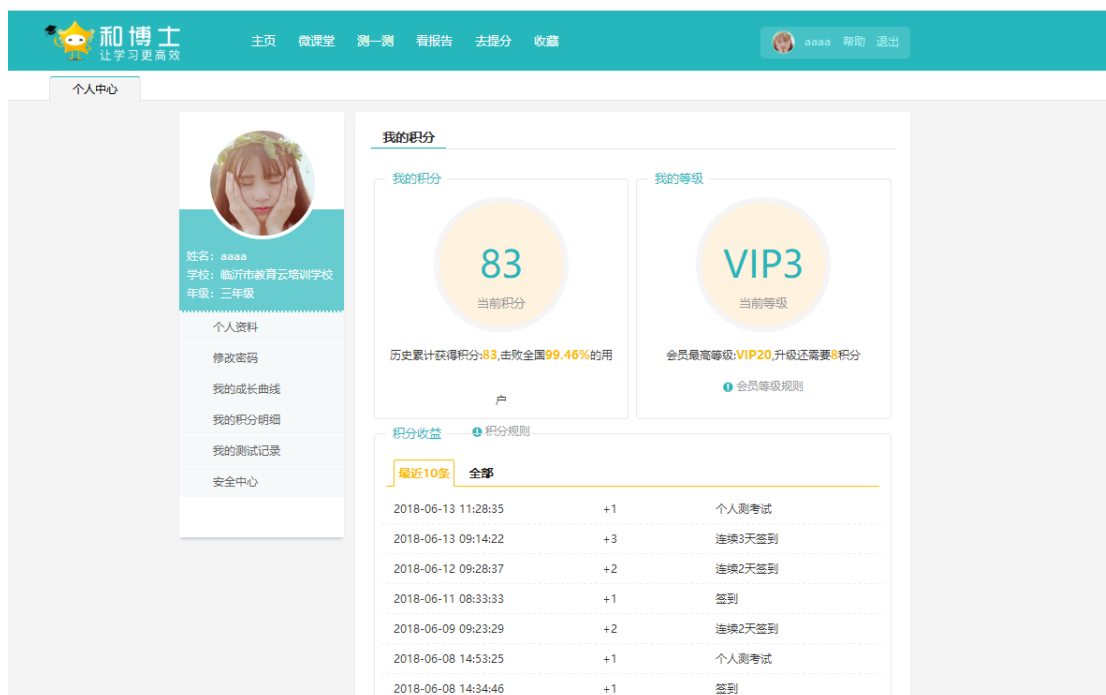 和博士
让学习更高效
主页 微课堂 测一测 看报告 去提分 收藏
aaaa 帮助 退出
个人中心
姓名：aaaa
学校：临沂市教育云培训学校
年级：三年级
个人资料
修改密码
我的成长曲线
我的积分明细
我的测试记录
安全中心
我的积分
我的积分
83
当前积分
历史累计获得积分:83,击败全国99.46%的用
户
积分规则
我的等级
VIP3
当前等级
会员最高等级:VIP20,升级还需要8积分
会员等级规则
积分收益
最近10条 全部
2018-06-13 11:28:35 +1 个人测考试
2018-06-13 09:14:22 +3 连续3天签到
2018-06-12 09:28:37 +2 连续2天签到
2018-06-11 08:33:33 +1 签到
2018-06-09 09:23:29 +2 连续2天签到
2018-06-08 14:53:25 +1 个人测考试
2018-06-08 14:34:46 +1 签到